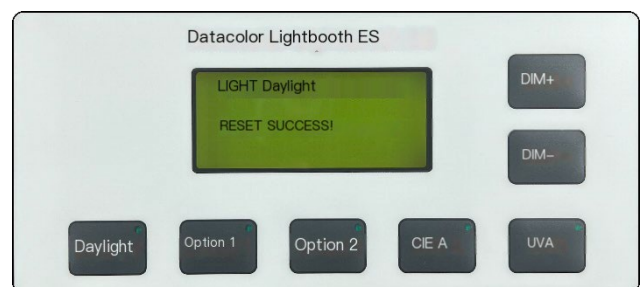 Datacolor Lightbooth ES
LIGHT Daylight
RESET SUCCESS!
DIM+
DIM-
Daylight
Option 1
Option 2
CIE A
UVA